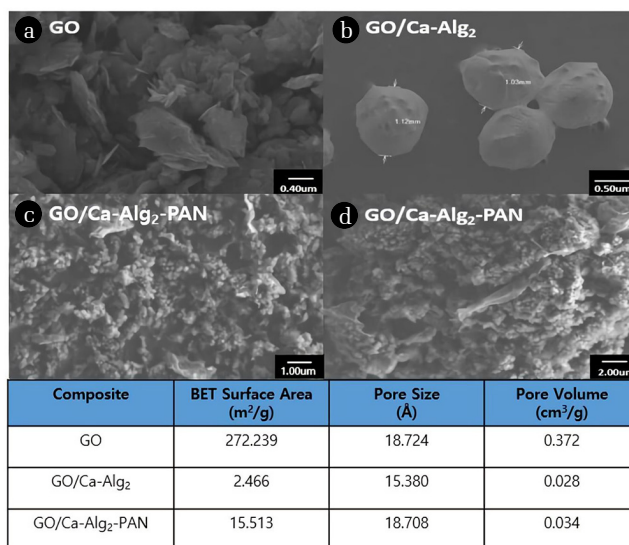 a GO
b GO/Ca-Alg₂
1.03mm
1.12mm
0.40um
0.50um
c GO/Ca-Alg₂-PAN
d GO/Ca-Alg₂-PAN
1.00um
2.00um
Composite BET Surface Area (m²/g) Pore Size (Å) Pore Volume (cm³/g)
GO 272.239 18.724 0.372
GO/Ca-Alg₂ 2.466 15.380 0.028
GO/Ca-Alg₂-PAN 15.513 18.708 0.034